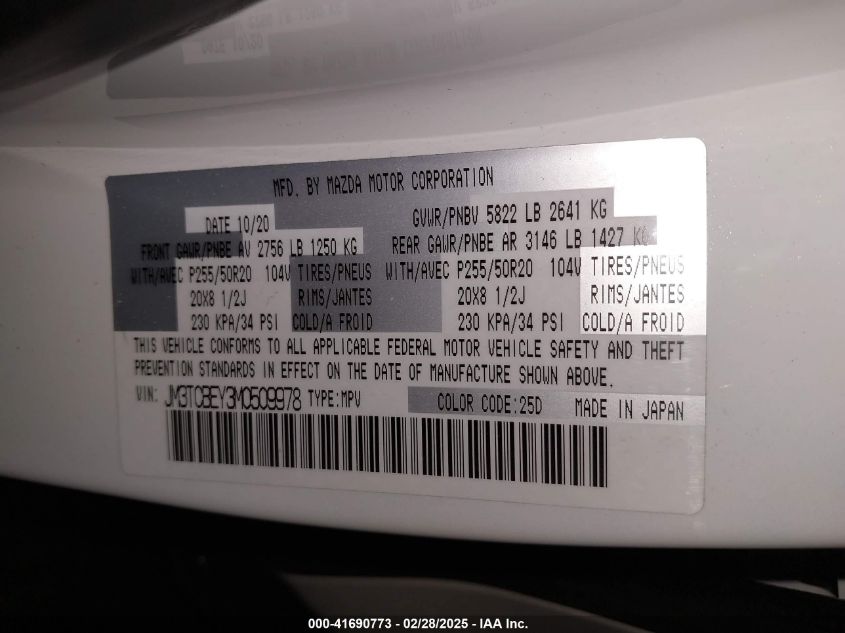 MFD. BY MAZDA MOTOR CORPORATION
DATE 10/20 GVWR/PNBV 5822 LB 2641 KG
FRONT GAWR/PNBE AV 2756 LB 1250 KG REAR GAWR/PNBE AR 3146 LB 1427 KG
WITH/AVEC P255/50R20 104V TIRES/PNEUS WITH/AVEC P255/50R20 104V TIRES/PNEUS
20X8 1/2J RIMS/JANTES 20X8 1/2J RIMS/JANTES
230 KPA/34 PSI COLD/A FROID 230 KPA/34 PSI COLD/A FROID
THIS VEHICLE CONFORMS TO ALL APPLICABLE FEDERAL MOTOR VEHICLE SAFETY AND THEFT
PREVENTION STANDARDS IN EFFECT ON THE DATE OF MANUFACTURE SHOWN ABOVE.
VIN: JM3TCBEY3M0509978 TYPE:MPV COLOR CODE:25D MADE IN JAPAN
000-41690773 - 02/28/2025 - IAA Inc.